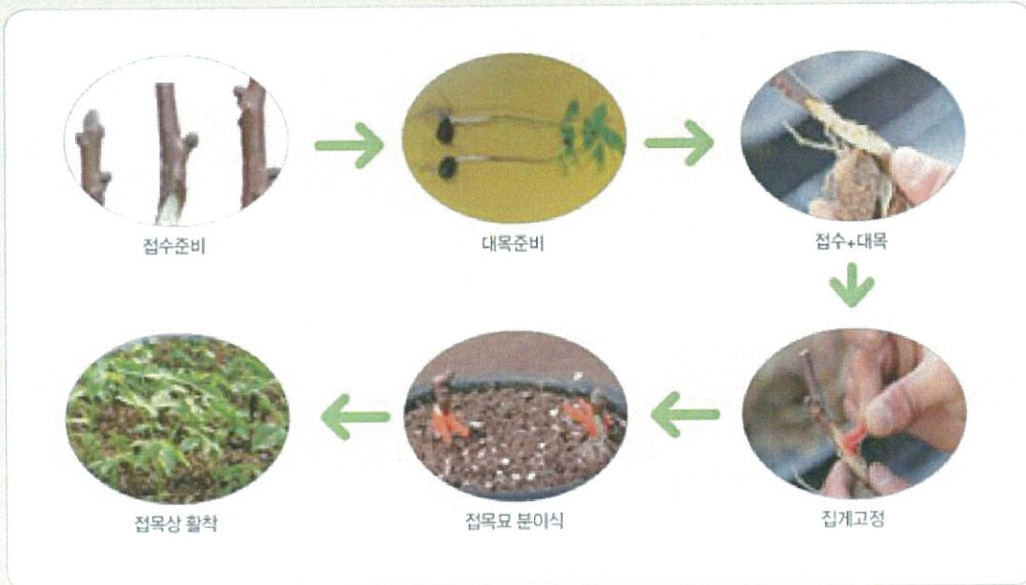 접수준비
대목준비
접수+대목
집게고정
접목묘 분이식
접목상 활착